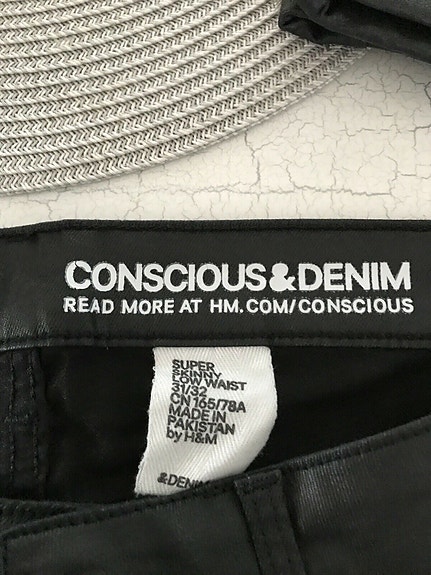 CONSCIOUS&DENIM
READ MORE AT HM.COM/CONSCIOUS
SUPER
SKINNY
LOW WAIST
31/32
CN 165/78A
MADE IN
PAKISTAN
by H&M
&DENIM